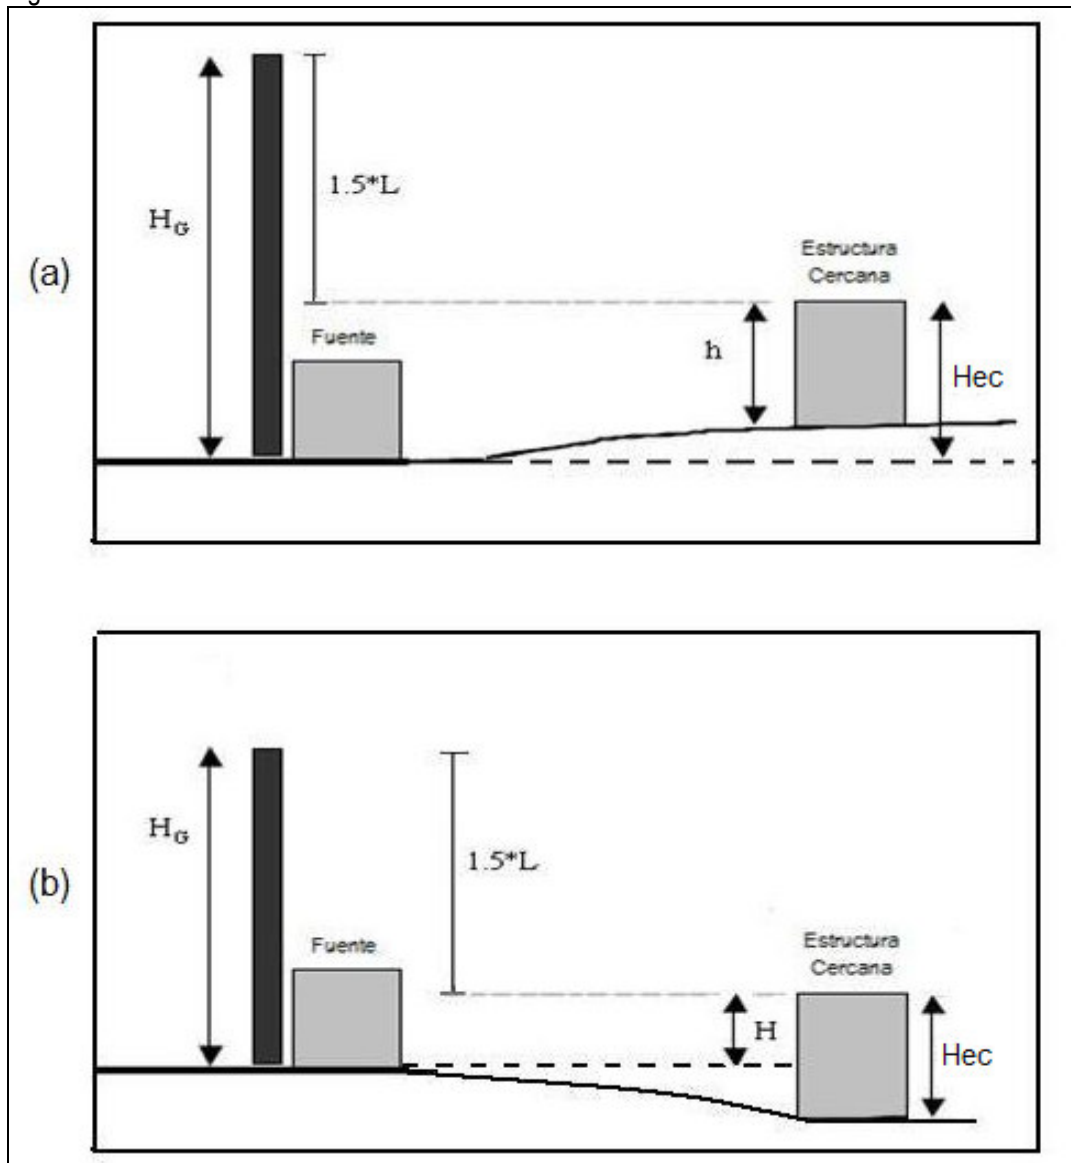 (a)
H_G
1.5*L
Fuente
Estructura
Cercana
h
Hec
(b)
H_G
1.5*L
Fuente
Estructura
Cercana
H
Hec